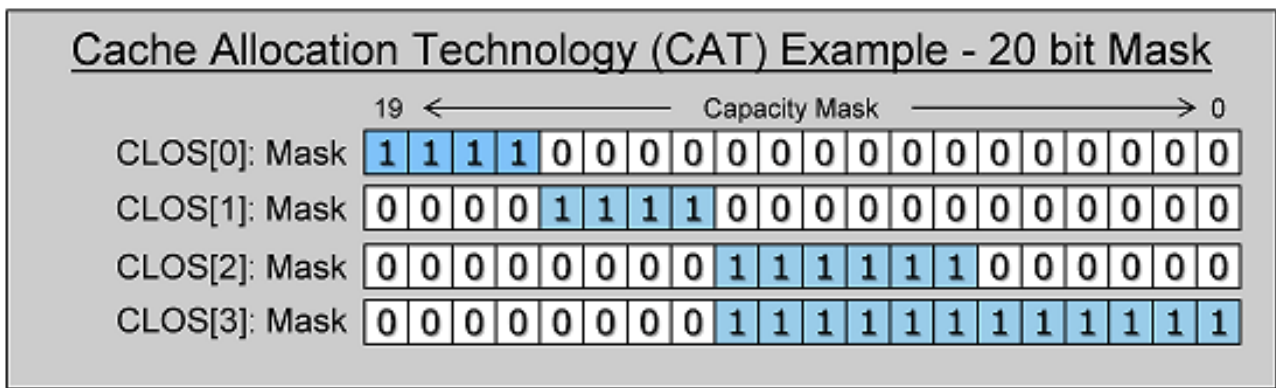 Cache Allocation Technology (CAT) Example - 20 bit Mask
19 Capacity Mask 0
CLOS[0]: Mask 1 1 1 1 0 0 0 0 0 0 0 0 0 0 0 0 0 0 0 0
CLOS[1]: Mask 0 0 0 0 1 1 1 1 0 0 0 0 0 0 0 0 0 0 0 0
CLOS[2]: Mask 0 0 0 0 0 0 0 0 1 1 1 1 1 1 0 0 0 0 0 0
CLOS[3]: Mask 0 0 0 0 0 0 0 0 1 1 1 1 1 1 1 1 1 1 1 1